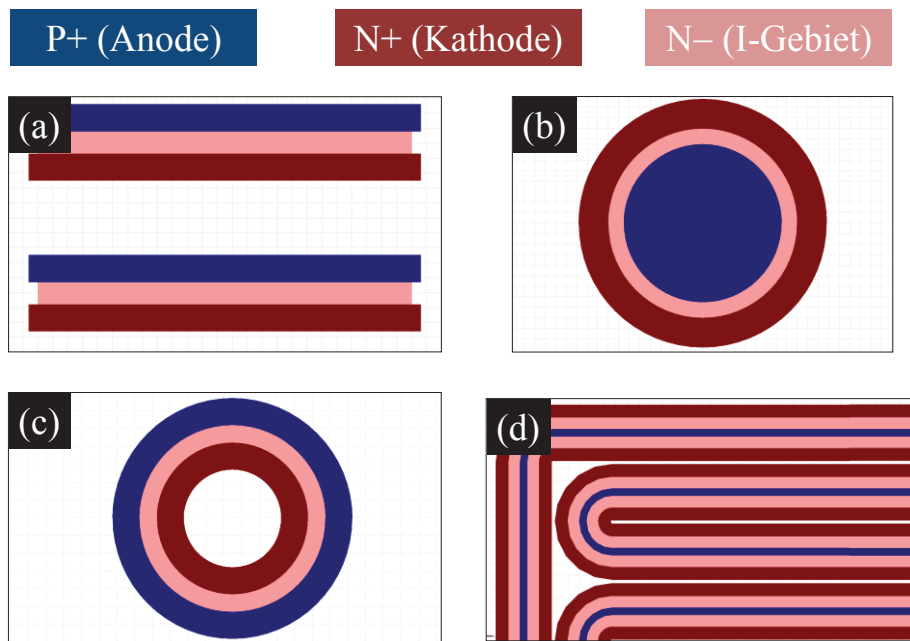 P+ (Anode)
N+ (Kathode)
N– (I-Gebiet)
(a)
(b)
(c)
(d)